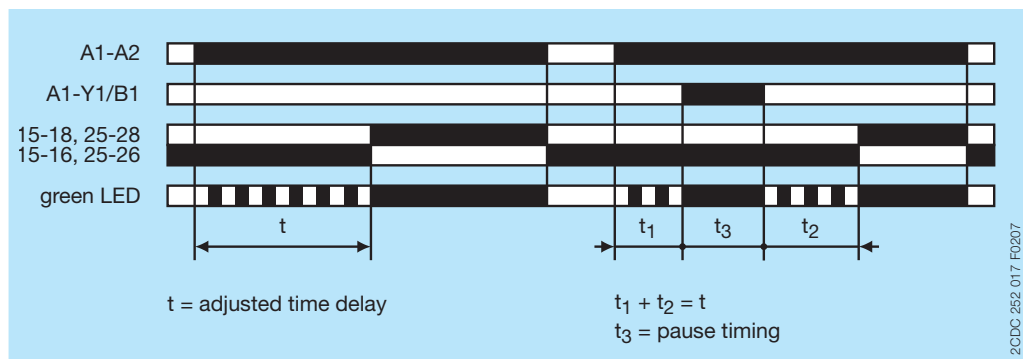 A1-A2
A1-Y1/B1
15-18, 25-28
15-16, 25-26
green LED
t
t₁
t₃
t₂
t = adjusted time delay
t₁ + t₂ = t
t₃ = pause timing
2CDC 252 017 F0207